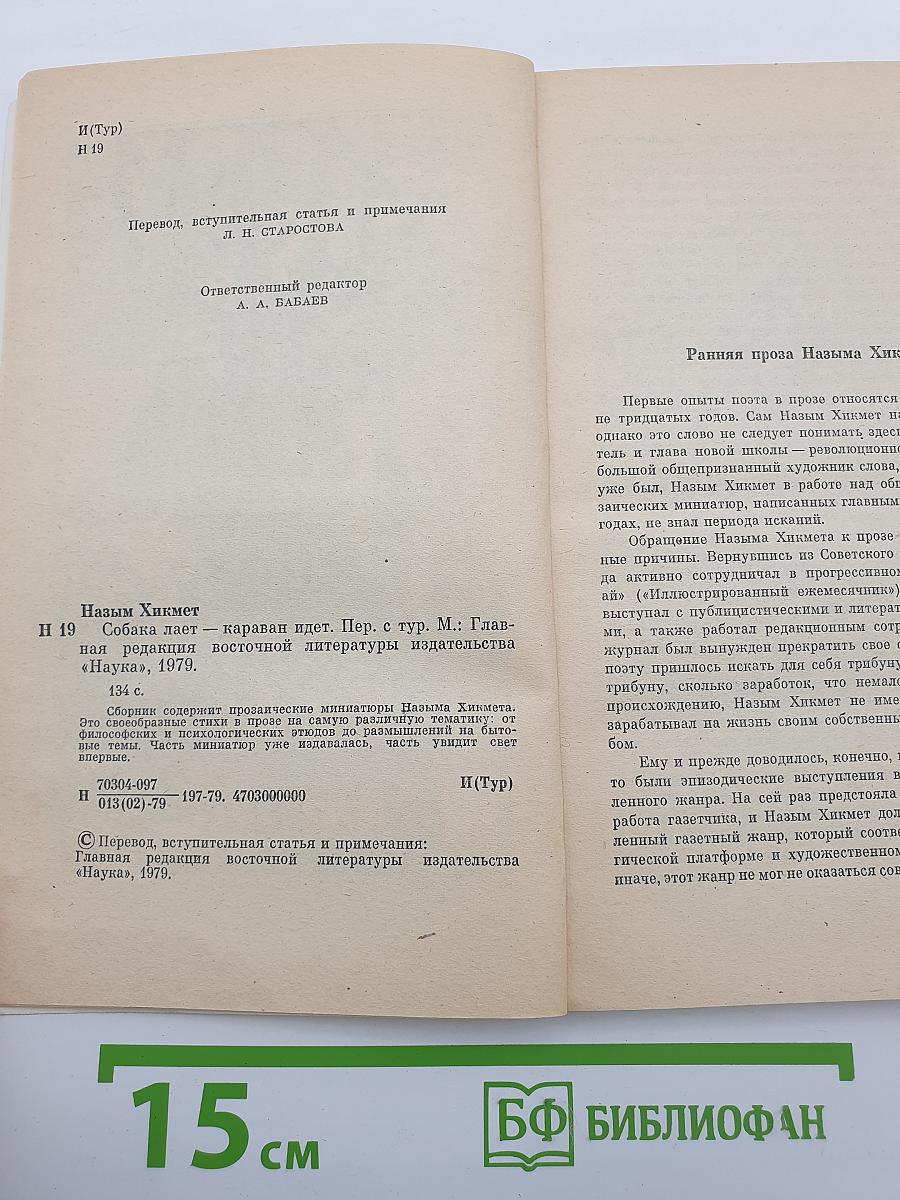 И(Тур)
Н 19
Перевод, вступительная статья и примечания
Л. Н. СТАРОСТОВА
Ответственный редактор
А. А. БАБАЕВ
Назым Хикмет
Н 19 Собака лает — караван идет. Пер. с тур. М.: Глав-
ная редакция восточной литературы издательства
«Наука», 1979.
134 с.
Сборник содержит прозаические миниатюры Назыма Хикмета.
Это своеобразные стихи в прозе на самую различную тематику: от
философских и психологических этюдов до размышлений на быто-
вые темы. Часть миниатюр уже издавалась, часть увидит свет
впервые.
Н 70304-097
013(02)-79 197-79. 4703000000 И(Тур)
© Перевод, вступительная статья и примечания:
Главная редакция восточной литературы издательства
«Наука», 1979.
Ранняя проза Назыма Хик
Первые опыты поэта в прозе относятся
не тридцатых годов. Сам Назым Хикмет на
однако это слово не следует понимать здесь
тель и глава новой школы — революционно
большой общепризнанный художник слова,
уже был, Назым Хикмет в работе над об
заических миниатюр, написанных главным
годах, не знал периода исканий.
Обращение Назыма Хикмета к прозе
ные причины. Вернувшись из Советского
да активно сотрудничал в прогрессивно
ай» («Иллюстрированный ежемесячник»)
выступал с публицистическими и литерат
ми, а также работал редакционным сотр
журнал был вынужден прекратить свое с
поэту пришлось искать для себя трибуну
трибуну, сколько заработок, что немало
происхождению, Назым Хикмет не име
зарабатывал на жизнь своим собственны
бом.
Ему и прежде доводилось, конечно,
то были эпизодические выступления в
ленного жанра. На сей раз предстояла
работа газетчика, и Назым Хикмет дол
ленный газетный жанр, который соотве
гической платформе и художественном
иначе, этот жанр не мог не оказаться сов
15 см
БФ БИБЛИОФАН